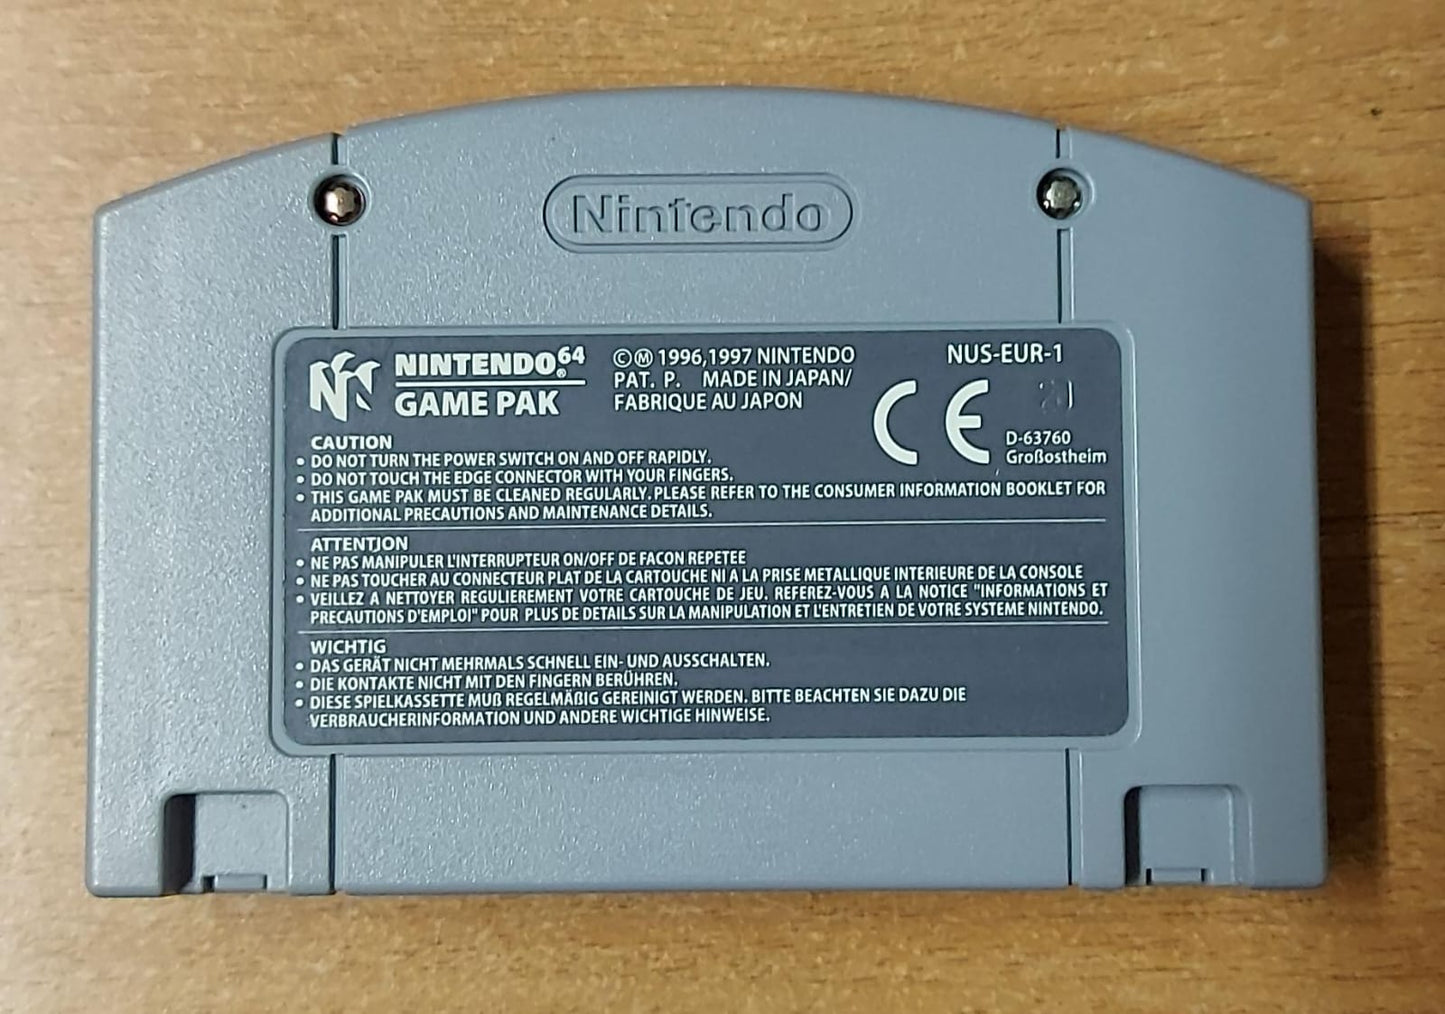 Nintendo
NINTENDO 64®
GAME PAK
©Ⓜ 1996,1997 NINTENDO
PAT. P. MADE IN JAPAN/
FABRIQUE AU JAPON
NUS-EUR-1
CE
D-63760
Großostheim
CAUTION
• DO NOT TURN THE POWER SWITCH ON AND OFF RAPIDLY.
• DO NOT TOUCH THE EDGE CONNECTOR WITH YOUR FINGERS.
• THIS GAME PAK MUST BE CLEANED REGULARLY. PLEASE REFER TO THE CONSUMER INFORMATION BOOKLET FOR
ADDITIONAL PRECAUTIONS AND MAINTENANCE DETAILS.
ATTENTJON
• NE PAS MANIPULER L'INTERRUPTEUR ON/OFF DE FACON REPETEE
• NE PAS TOUCHER AU CONNECTEUR PLAT DE LA CARTOUCHE NI A LA PRISE METALLIQUE INTERIEURE DE LA CONSOLE
• VEILLEZ A NETTOYER REGULIEREMENT VOTRE CARTOUCHE DE JEU. REFEREZ-VOUS A LA NOTICE "INFORMATIONS ET
PRECAUTIONS D'EMPLOI" POUR PLUS DE DETAILS SUR LA MANIPULATION ET L'ENTRETIEN DE VOTRE SYSTEME NINTENDO.
WICHTIG
• DAS GERÄT NICHT MEHRMALS SCHNELL EIN- UND AUSSCHALTEN.
• DIE KONTAKTE NICHT MIT DEN FINGERN BERÜHREN.
• DIESE SPIELKASSETTE MUß REGELMÄßIG GEREINIGT WERDEN. BITTE BEACHTEN SIE DAZU DIE
VERBRAUCHERINFORMATION UND ANDERE WICHTIGE HINWEISE.